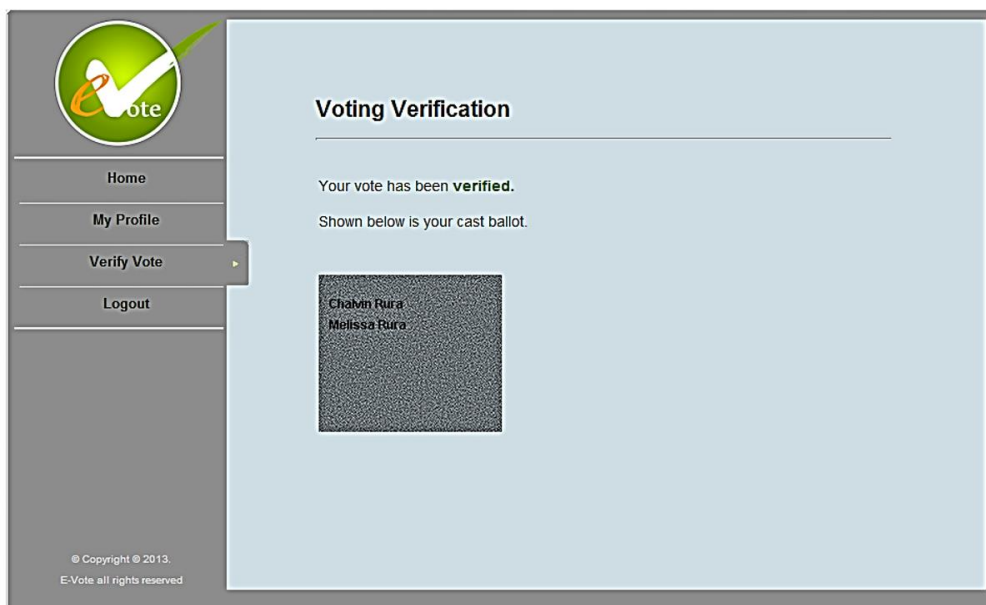 eVote
Home
My Profile
Verify Vote
Logout
© Copyright © 2013.
E-Vote all rights reserved
Voting Verification
Your vote has been verified.
Shown below is your cast ballot.
Chalvin Rura
Melissa Rura